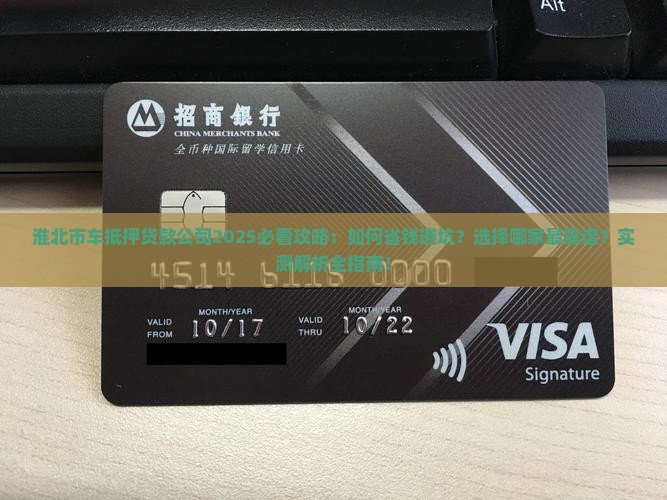 Alt
招商银行
CHINA MERCHANTS BANK
全币种国际留学信用卡
淮北市车抵押贷款公司2025必看攻略：如何省钱避坑？选择哪家最靠谱？实
测解析全指南！
4514 6116 0000
MONTH/YEAR MONTH/YEAR
VALID FROM 10/17 VALID THRU 10/22
VISA
Signature